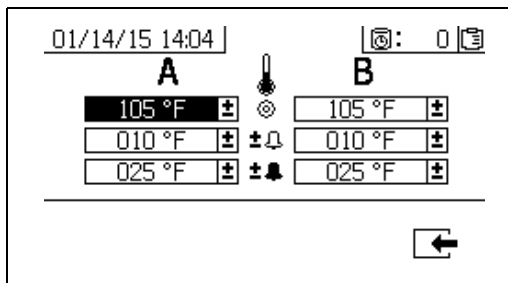 01/14/15 14:04 : 0
A B
105 °F ± 105 °F ±
010 °F ± ± 010 °F ±
025 °F ± ± 025 °F ±